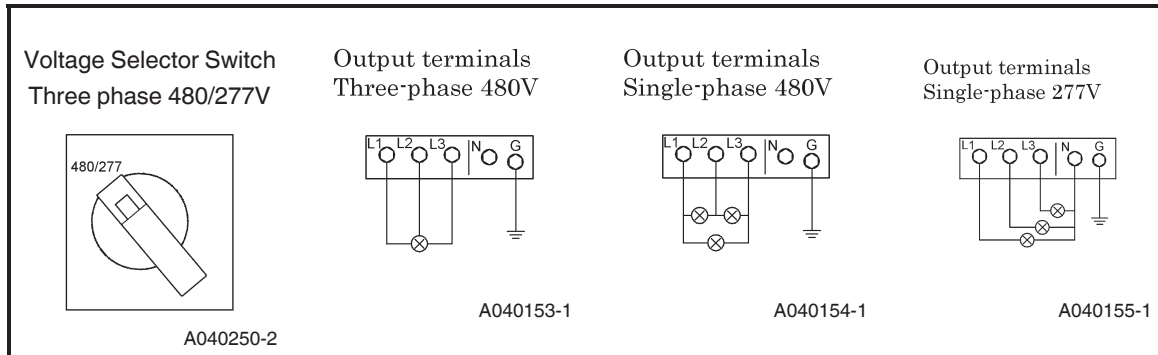 Voltage Selector Switch
Three phase 480/277V
480/277
A040250-2
Output terminals
Three-phase 480V
L1 L2 L3 N G
A040153-1
Output terminals
Single-phase 480V
L1 L2 L3 N G
A040154-1
Output terminals
Single-phase 277V
L1 L2 L3 N G
A040155-1